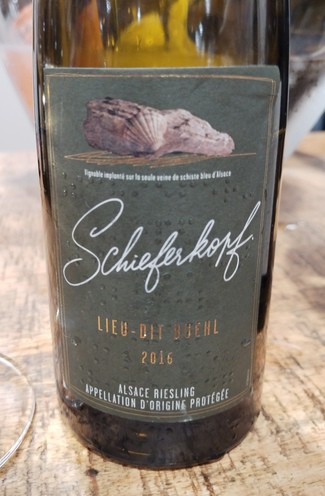 Vignoble implanté sur la seule veine de schiste bleu d'Alsace
Schieferkopf
LIEU-DIT BUEHL
2016
ALSACE RIESLING
APPELLATION D'ORIGINE PROTÉGÉE